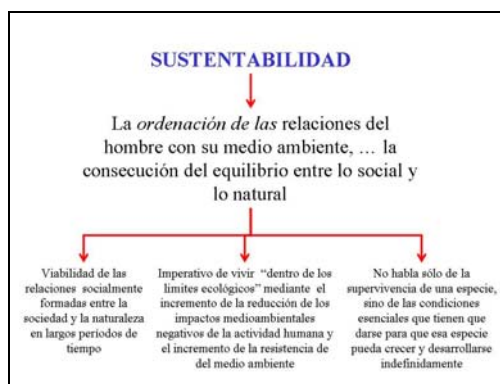 SUSTENTABILIDAD
La ordenación de las relaciones del
hombre con su medio ambiente, … la
consecución del equilibrio entre lo social y
lo natural
Viabilidad de las
relaciones socialmente
formadas entre la
sociedad y la naturaleza
en largos períodos de
tiempo
Imperativo de vivir “dentro de los
límites ecológicos” mediante el
incremento de la reducción de los
impactos medioambientales
negativos de la actividad humana y
el incremento de la resistencia de
del medio ambiente
No habla sólo de la
supervivencia de una especie,
sino de las condiciones
esenciales que tienen que
darse para que esa especie
pueda crecer y desarrollarse
indefinidamente